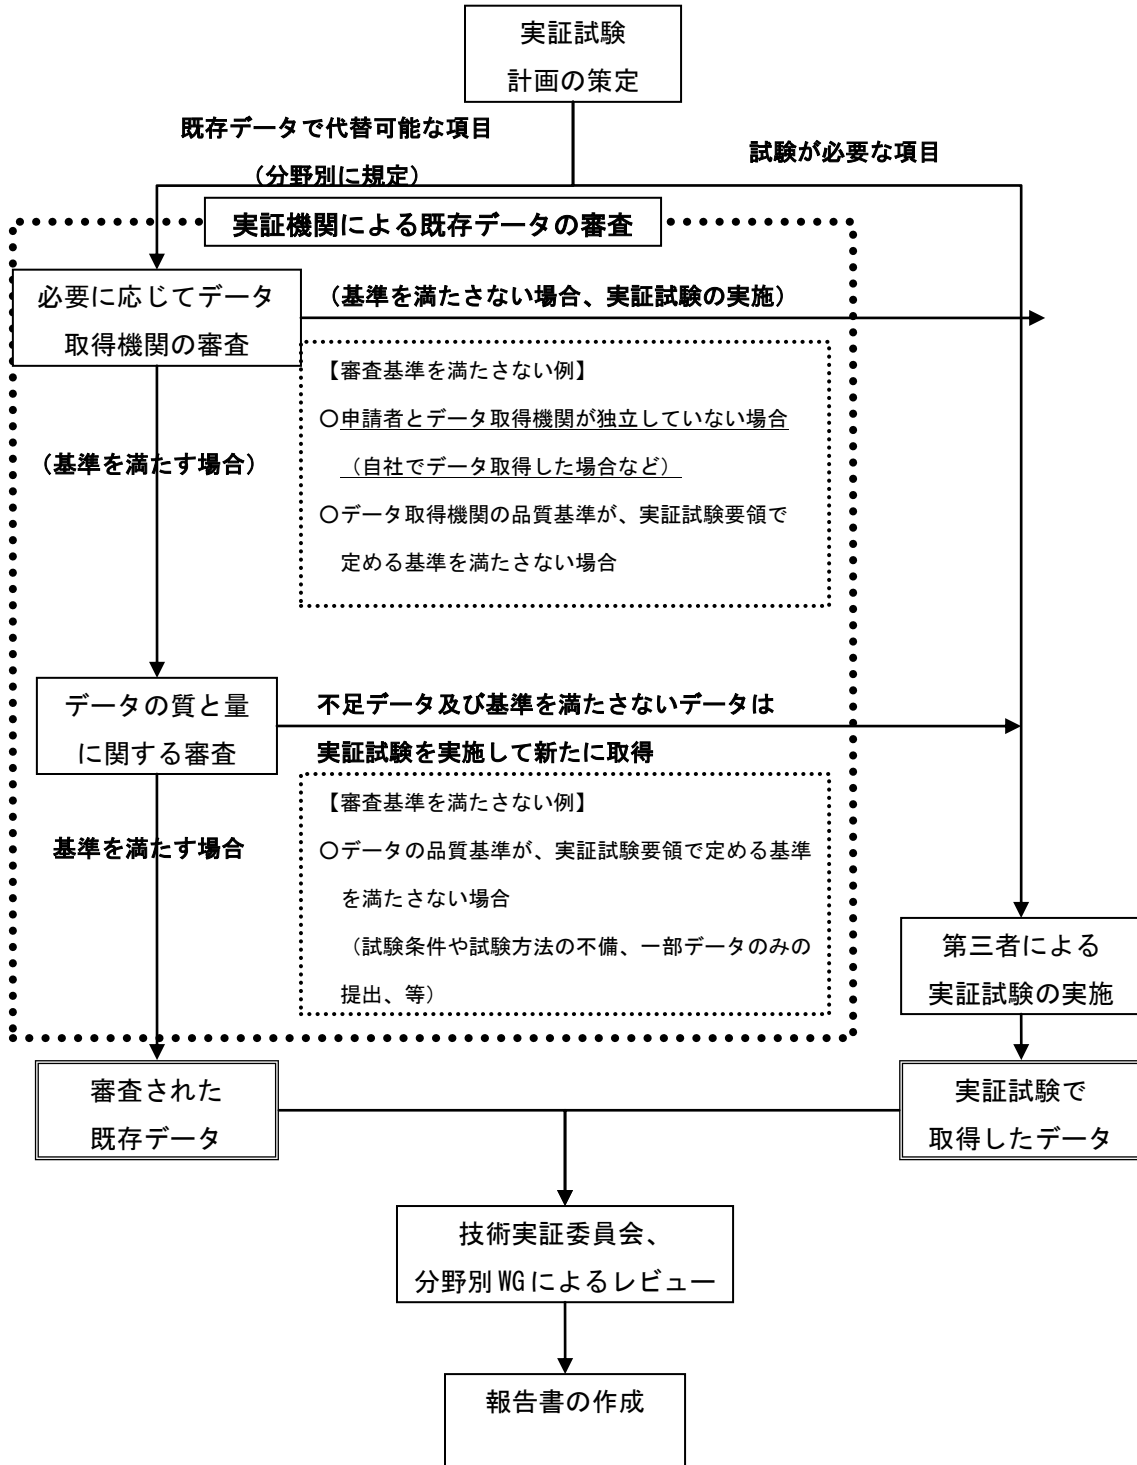 実証試験
計画の策定
既存データで代替可能な項目
（分野別に規定）
試験が必要な項目
実証機関による既存データの審査
必要に応じてデータ
取得機関の審査
（基準を満たさない場合、実証試験の実施）
【審査基準を満たさない例】
○申請者とデータ取得機関が独立していない場合
（自社でデータ取得した場合など）
○データ取得機関の品質基準が、実証試験要領で
定める基準を満たさない場合
（基準を満たす場合）
データの質と量
に関する審査
不足データ及び基準を満たさないデータは
実証試験を実施して新たに取得
【審査基準を満たさない例】
○データの品質基準が、実証試験要領で定める基準
を満たさない場合
（試験条件や試験方法の不備、一部データのみの
提出、等）
基準を満たす場合
第三者による
実証試験の実施
審査された
既存データ
実証試験で
取得したデータ
技術実証委員会、
分野別WGによるレビュー
報告書の作成